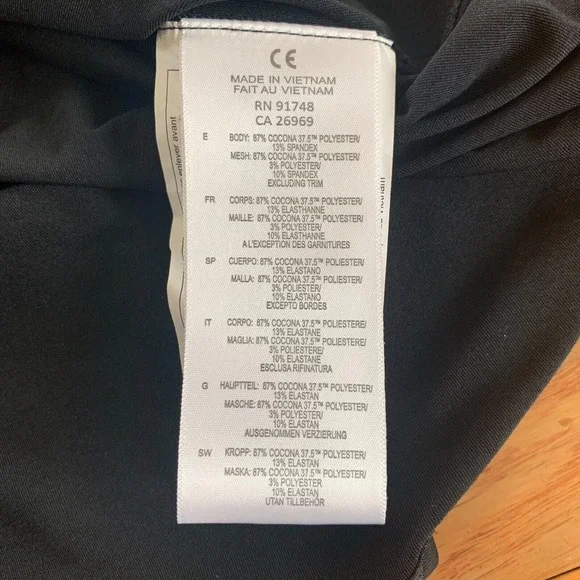 CE
MADE IN VIETNAM
FAIT AU VIETNAM
RN 91748
CA 26969
E BODY: 87% COCONA 37.5™ POLYESTER/
13% SPANDEX
MESH: 87% COCONA 37.5™ POLYESTER/
3% POLYESTER/
10% SPANDEX
EXCLUDING TRIM
FR CORPS: 87% COCONA 37.5™ POLYESTER/
13% ELASTHANNE
MAILLE: 87% COCONA 37.5™ POLYESTER/
3% POLYESTER/
10% ELASTHANNE
A L'EXCEPTION DES GARNITURES
SP CUERPO: 87% COCONA 37.5™ POLYESTER/
13% ELASTANO
MALLA: 87% COCONA 37.5™ POLYESTER/
3% POLIESTER/
10% ELASTANO
EXCEPTO BORDES
IT CORPO: 87% COCONA 37.5™ POLIESTERE/
13% ELASTANE
MAGLIA: 87% COCONA 37.5™ POLIESTERE/
3% POLIESTERE/
10% ELASTANE
ESCLUSA RIFINATURA
G HAUPTTEIL: 87% COCONA 37.5™ POLYESTER/
13% ELASTAN
MASCHE: 87% COCONA 37.5™ POLYESTER/
3% POLYESTER/
10% ELASTAN
AUSGENOMMEN VERZIERUNG
SW KROPP: 87% COCONA 37.5™ POLYESTER/
13% ELASTAN
MASKA: 87% COCONA 37.5™ POLYESTER/
3% POLYESTER
10% ELASTAN
UTAN TILLBEHÖR
enlever avant